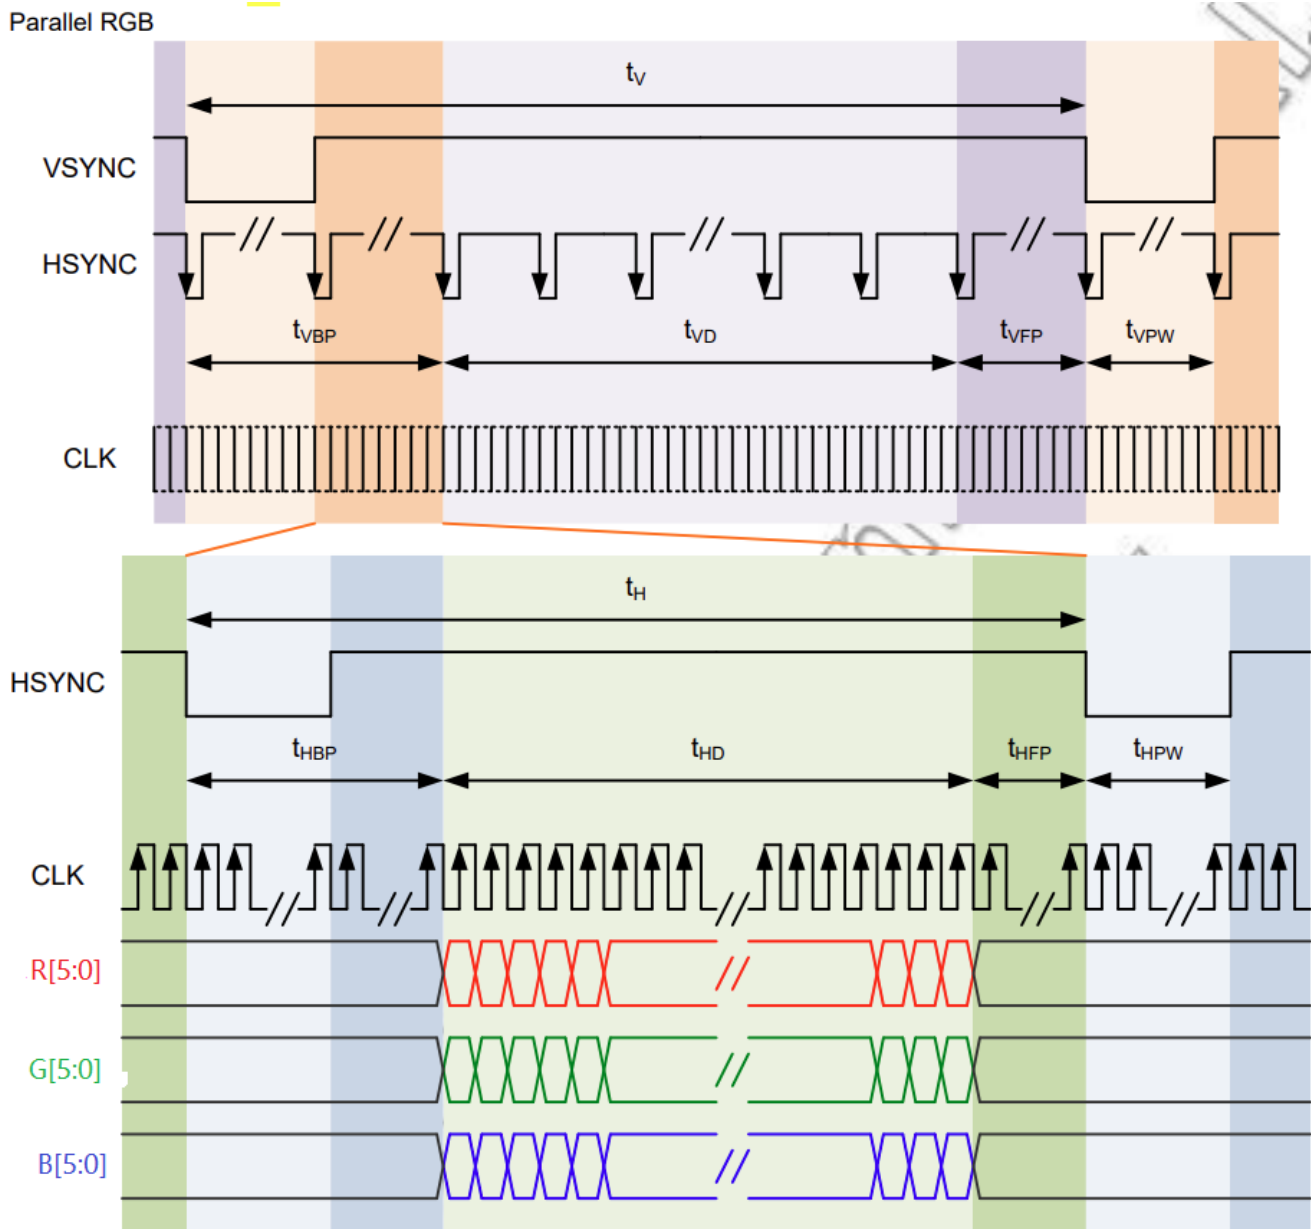 Parallel RGB
tV
VSYNC
HSYNC
tVBP
tVD
tVFP
tVPW
CLK
tH
HSYNC
tHBP
tHD
tHFP
tHPW
CLK
R[5:0]
G[5:0]
B[5:0]